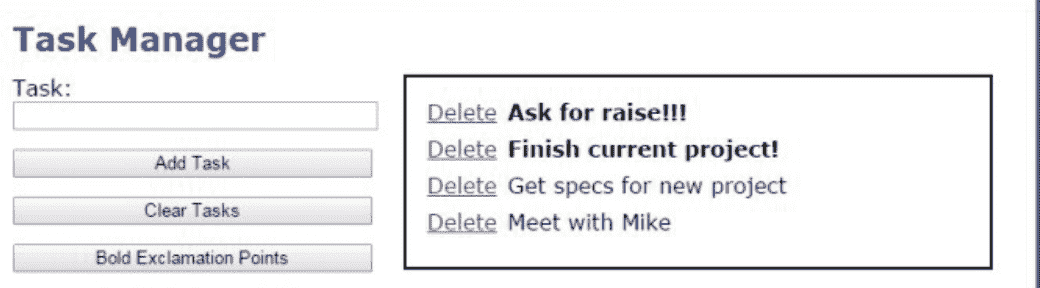 Task Manager
Task:
Add Task
Clear Tasks
Bold Exclamation Points
Delete Ask for raise!!!
Delete Finish current project!
Delete Get specs for new project
Delete Meet with Mike